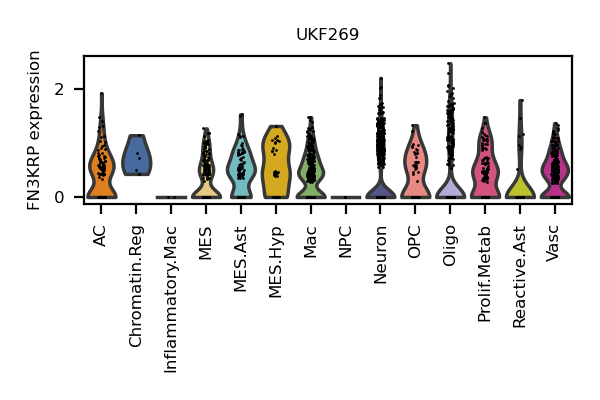 UKF269
FN3KRP expression
2
0
AC
Chromatin.Reg
Inflammatory.Mac
MES
MES.Ast
MES.Hyp
Mac
NPC
Neuron
OPC
Oligo
Prolif.Metab
Reactive.Ast
Vasc